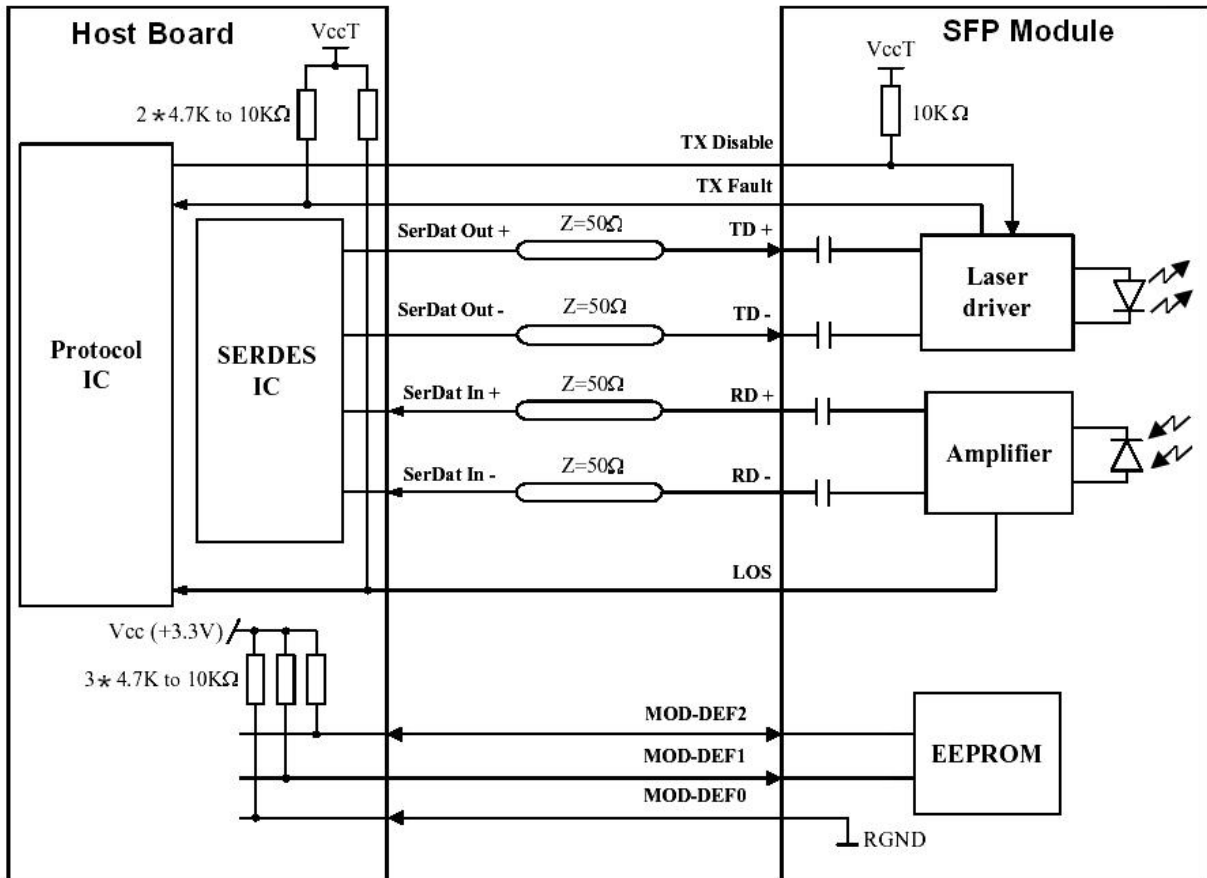 Host Board
SFP Module
VccT
VccT
2*4.7K to 10KΩ
10KΩ
TX Disable
TX Fault
SerDat Out +
Z=50Ω
TD +
Laser
driver
SerDat Out -
Z=50Ω
TD -
Protocol
IC
SERDES
IC
SerDat In +
Z=50Ω
RD +
Amplifier
SerDat In -
Z=50Ω
RD -
LOS
Vcc (+3.3V)
3*4.7K to 10KΩ
MOD-DEF2
MOD-DEF1
EEPROM
MOD-DEF0
RGND